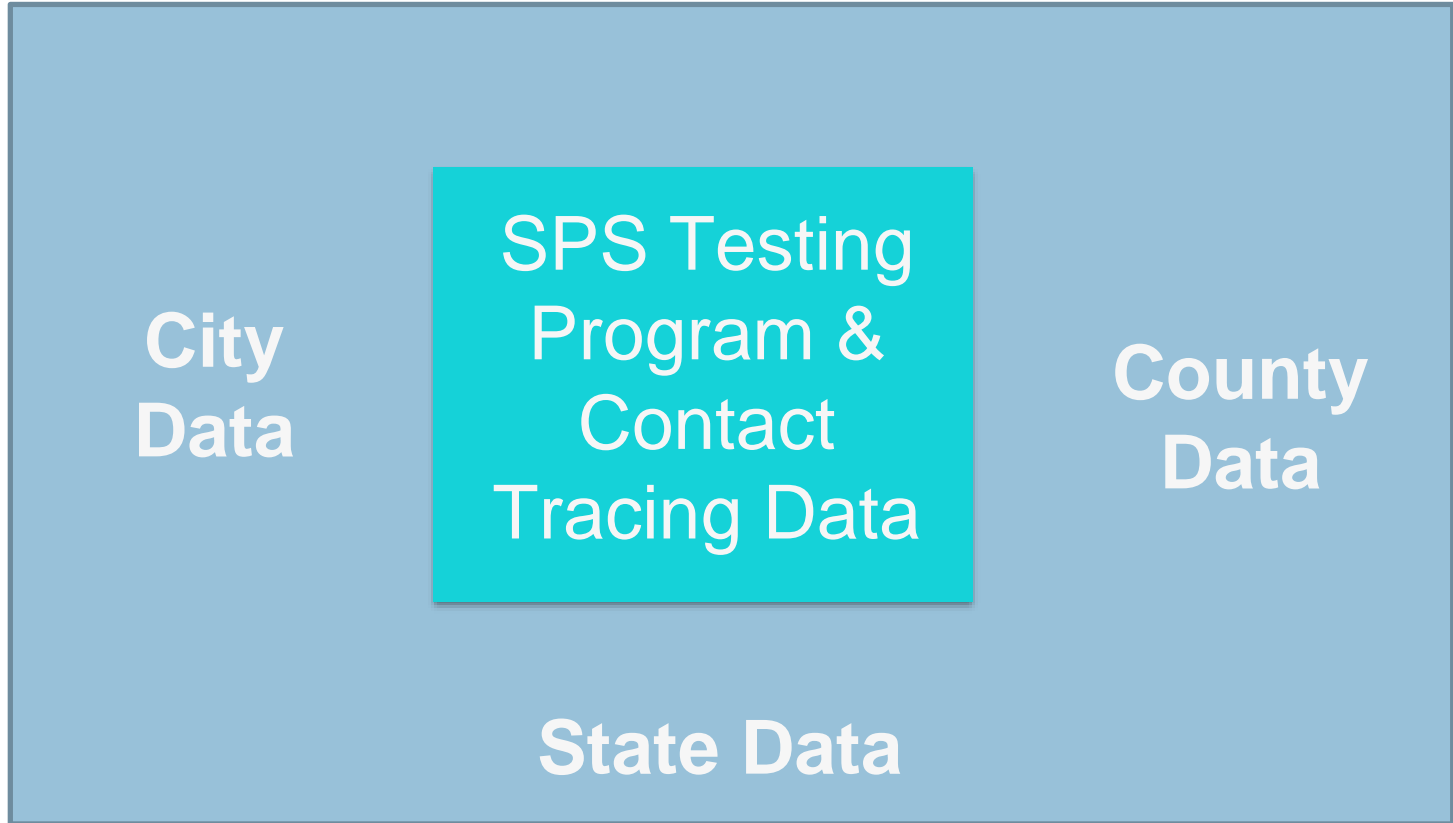 City
Data
SPS Testing
Program &
Contact
Tracing Data
County
Data
State Data